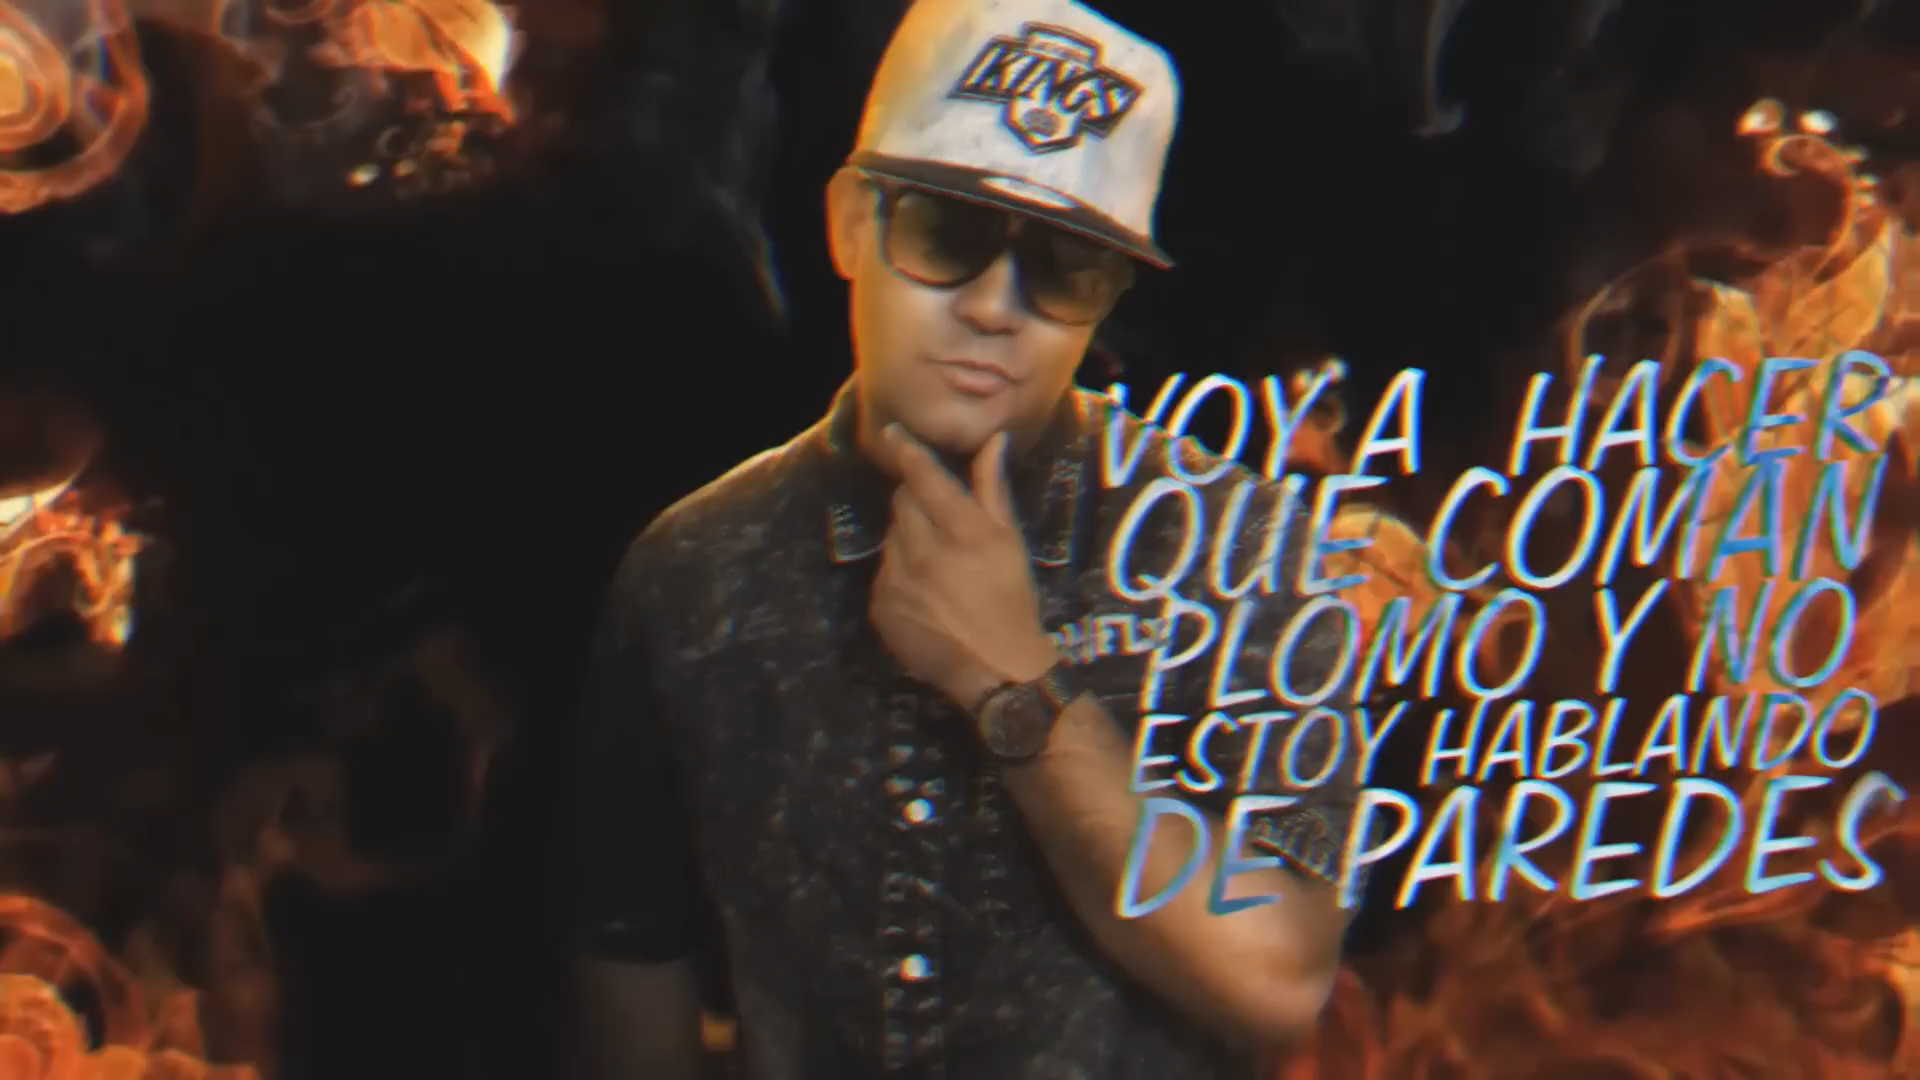 KINGS
VOY A HACER
QUE COMAN
PLOMO Y NO
ESTOY HABLANDO
DE PAREDES